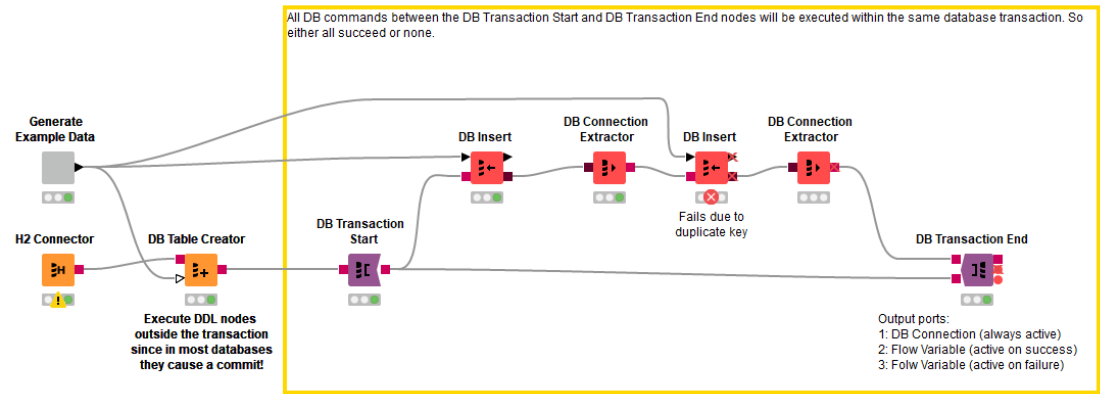 All DB commands between the DB Transaction Start and DB Transaction End nodes will be executed within the same database transaction. So
either all succeed or none.
Generate
Example Data
DB Insert
DB Connection
Extractor
DB Insert
DB Connection
Extractor
Fails due to
duplicate key
H2 Connector
DB Table Creator
DB Transaction
Start
DB Transaction End
Execute DDL nodes
outside the transaction
since in most databases
they cause a commit!
Output ports:
1: DB Connection (always active)
2: Flow Variable (active on success)
3: Folw Variable (active on failure)